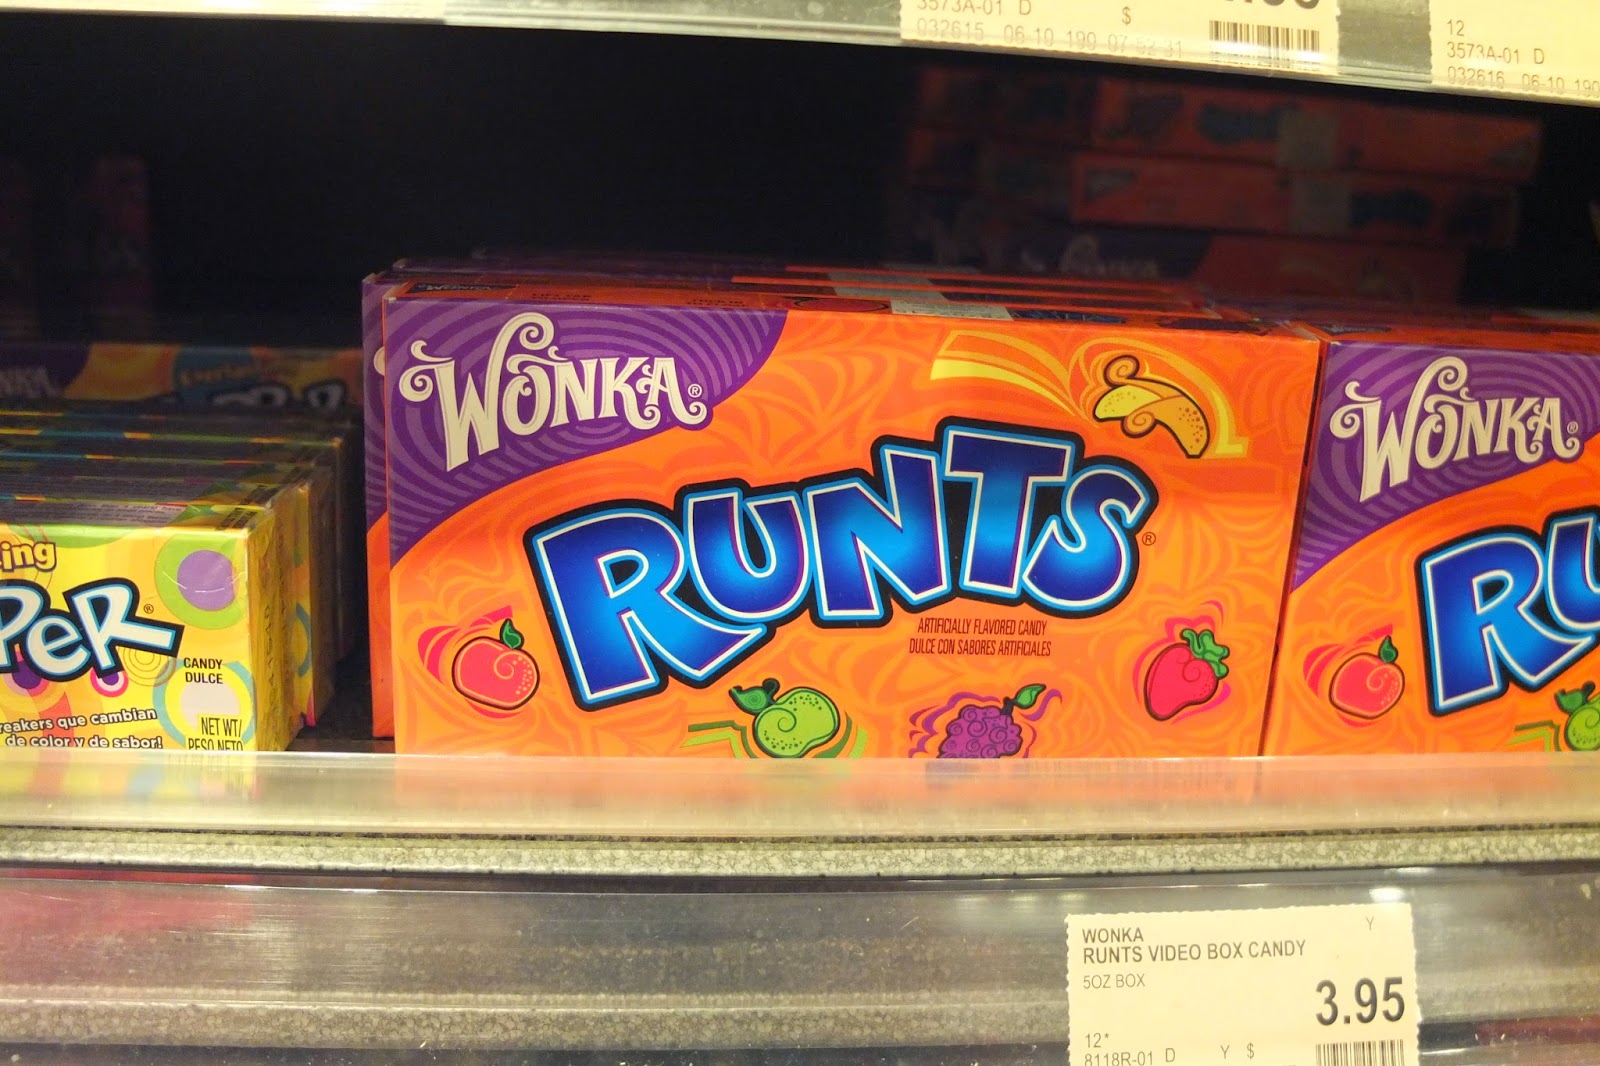 3573A-01 D
$
032615 06-10 190 07 52 31
12
3573A-01 D
032616 06-10 190
WONKA®
RUNTS®
ARTIFICIALLY FLAVORED CANDY
DULCE CON SABORES ARTIFICIALES
WONKA®
RU
ing
PER®
CANDY
DULCE
eakers que cambian
de color y de sabor!
NET WT/
PESO NETO
WONKA
Y
RUNTS VIDEO BOX CANDY
5OZ BOX
3.95
12*
8118R-01 D
Y $